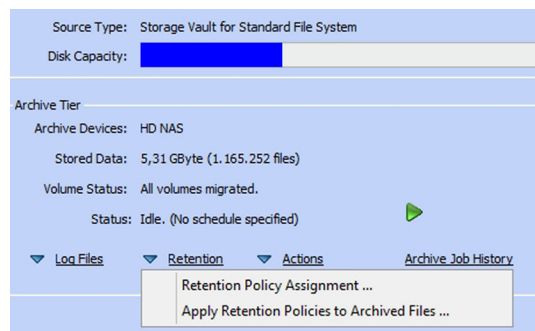 Source Type: Storage Vault for Standard File System
Disk Capacity:
Archive Tier
Archive Devices: HD NAS
Stored Data: 5,31 GByte (1.165.252 files)
Volume Status: All volumes migrated.
Status: Idle. (No schedule specified)
Log Files Retention Actions Archive Job History
Retention Policy Assignment ...
Apply Retention Policies to Archived Files ...